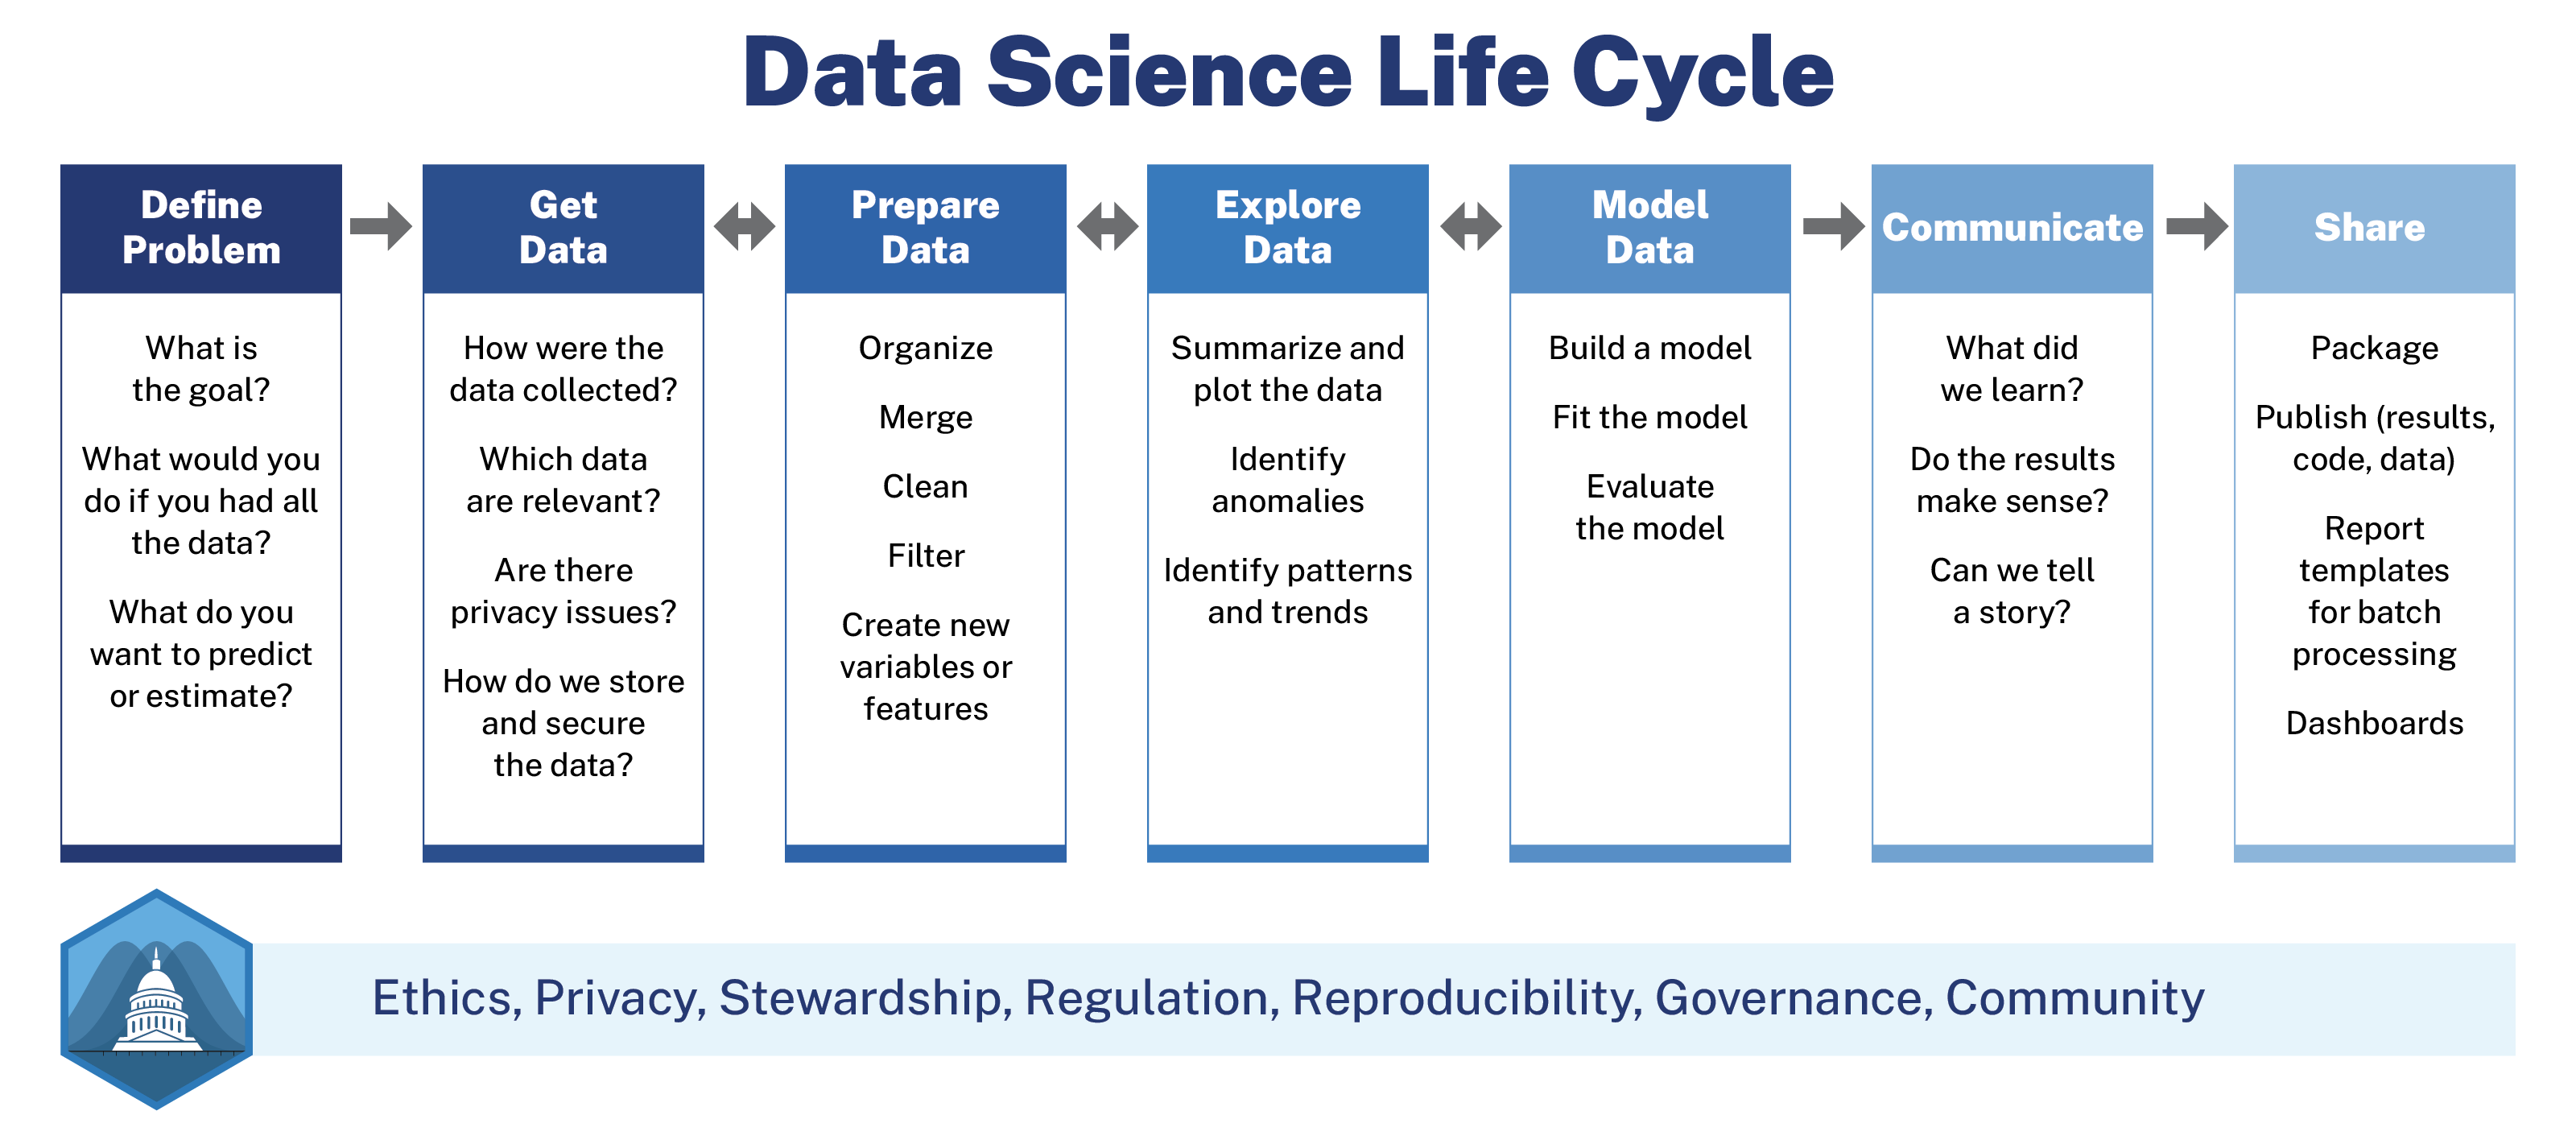 Data Science Life Cycle
Define
Problem
What is
the goal?
What would you
do if you had all
the data?
What do you
want to predict
or estimate?
Get
Data
How were the
data collected?
Which data
are relevant?
Are there
privacy issues?
How do we store
and secure
the data?
Prepare
Data
Organize
Merge
Clean
Filter
Create new
variables or
features
Explore
Data
Summarize and
plot the data
Identify
anomalies
Identify patterns
and trends
Model
Data
Build a model
Fit the model
Evaluate
the model
Communicate
What did
we learn?
Do the results
make sense?
Can we tell
a story?
Share
Package
Publish (results,
code, data)
Report
templates
for batch
processing
Dashboards
Ethics, Privacy, Stewardship, Regulation, Reproducibility, Governance, Community